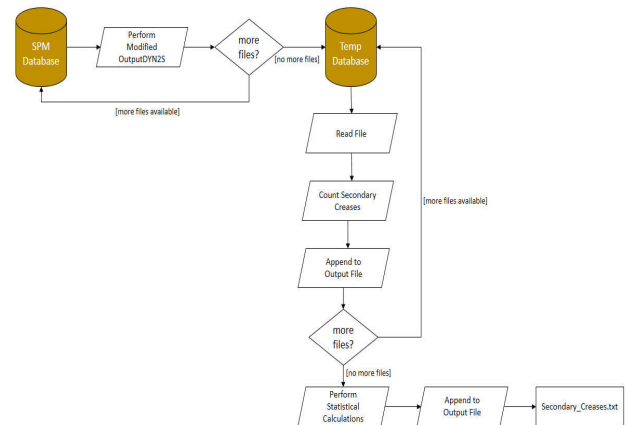 SPM
Database
Perform
Modified
OutputDYN2S
more
files?
[no more files]
Temp
Database
[more files available]
Read File
Count Secondary
Creases
[more files available]
Append to
Output File
more
files?
[no more files]
Perform
Statistical
Calculations
Append to
Output File
Secondary_Creases.txt